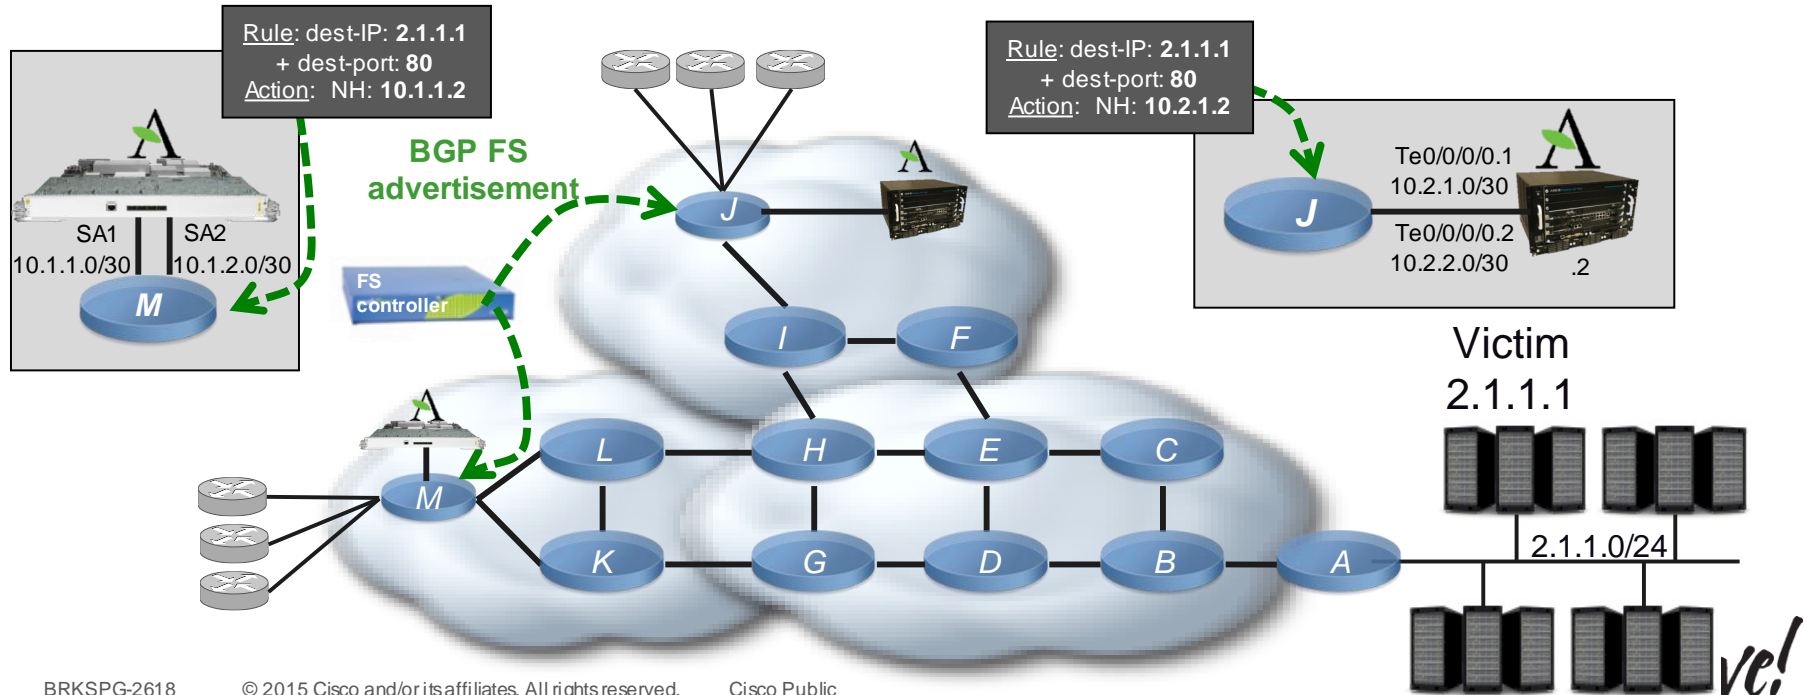 Rule: dest-IP: 2.1.1.1
+ dest-port: 80
Action: NH: 10.1.1.2
Rule: dest-IP: 2.1.1.1
+ dest-port: 80
Action: NH: 10.2.1.2
A
SA1
SA2
10.1.1.0/30
10.1.2.0/30
M
BGP FS
advertisement
FS
controller
A
J
A
Te0/0/0/0.1
10.2.1.0/30
J
Te0/0/0/0.2
10.2.2.0/30
.2
I
F
Victim
2.1.1.1
A
L
H
E
C
M
K
G
D
B
A
2.1.1.0/24
ve!
BRKSPG-2618
© 2015 Cisco and/or its affiliates. All rights reserved.
Cisco Public